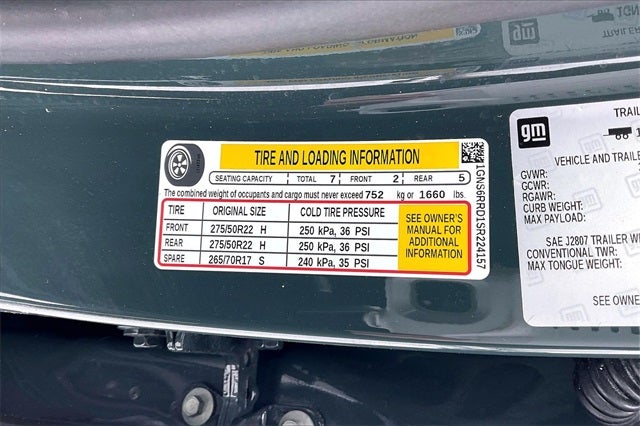 TIRE AND LOADING INFORMATION
SEATING CAPACITY TOTAL 7 FRONT 2 REAR 5
The combined weight of occupants and cargo must never exceed 752 kg or 1660 lbs.
TIRE ORIGINAL SIZE COLD TIRE PRESSURE
FRONT 275/50R22 H 250 kPa, 36 PSI
REAR 275/50R22 H 250 kPa, 36 PSI
SPARE 265/70R17 S 240 kPa, 35 PSI
SEE OWNER'S
MANUAL FOR
ADDITIONAL
INFORMATION
1GNS6RRD1SR224157
gm
TRAIL
VEHICLE AND TRAILE
GVWR:
GCWR:
RGAWR:
CURB WEIGHT:
MAX PAYLOAD:
SAE J2807 TRAILER W
CONVENTIONAL TWR:
MAX TONGUE WEIGHT:
SEE OWNE